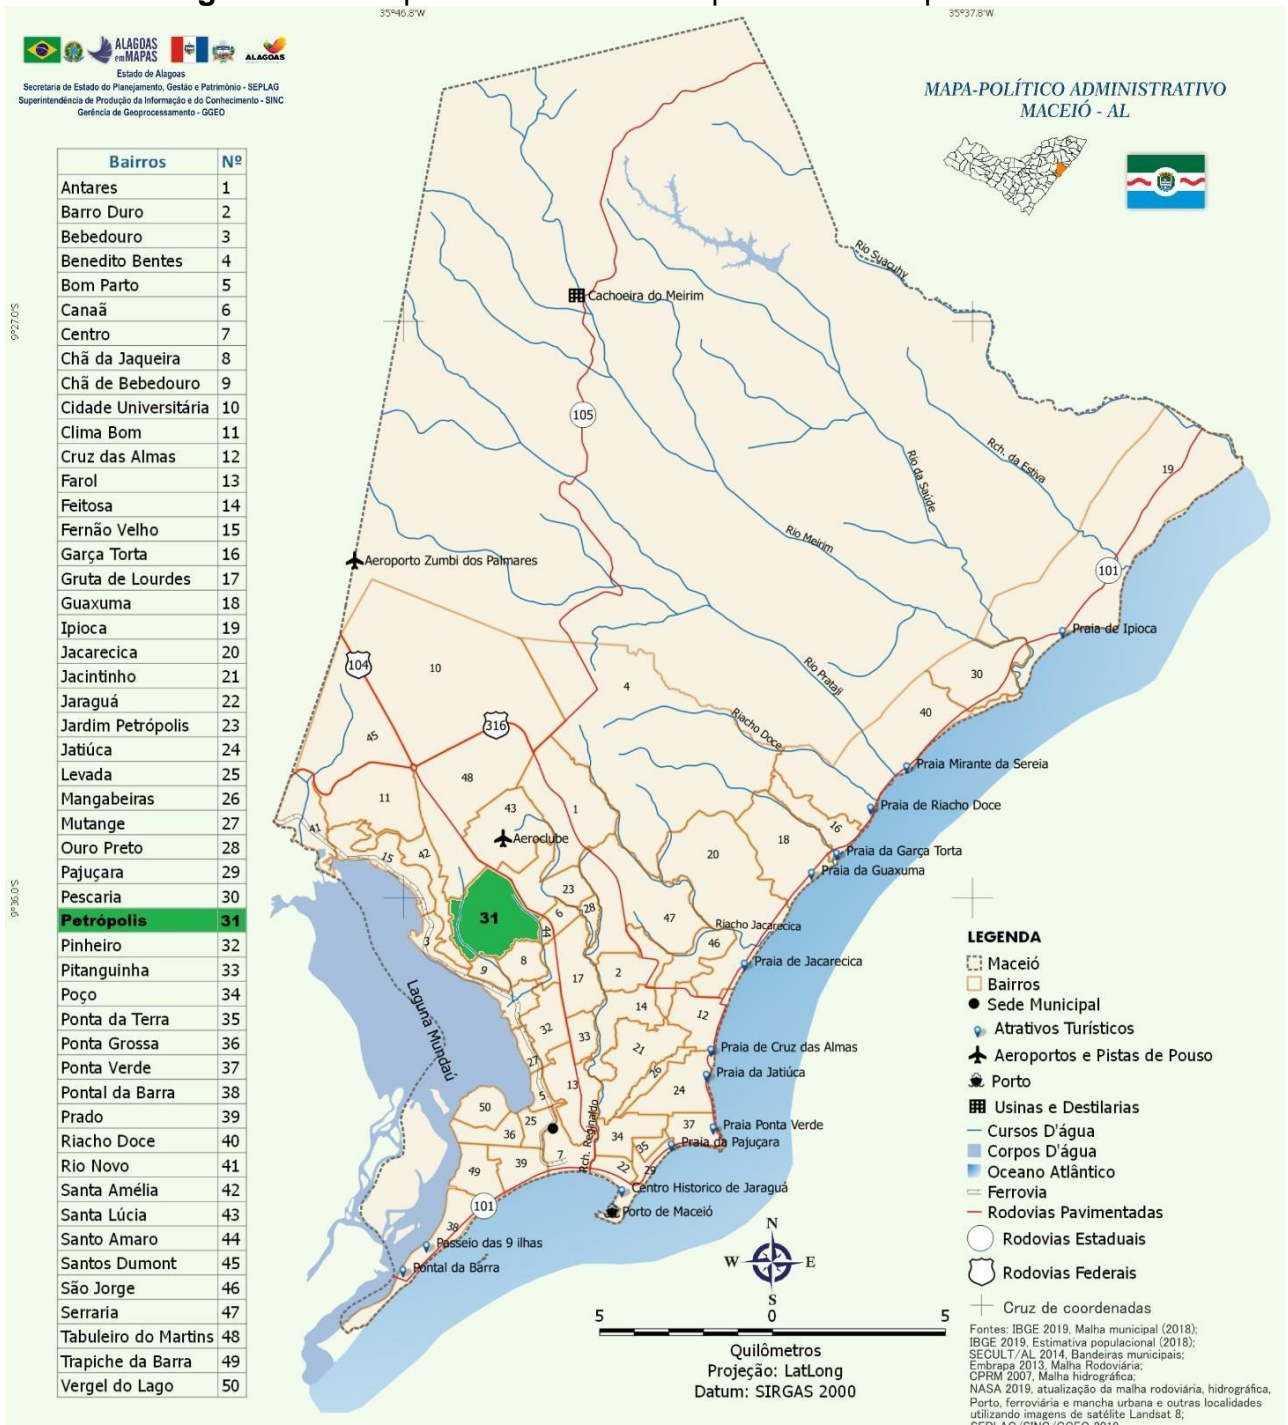 35º46.8'W
35º37.8'W
ALAGOAS
emMAPAS
ALAGOAS
Estado de Alagoas
Secretaria de Estado do Planejamento, Gestão e Patrimônio - SEPLAG
Superintendência de Produção da Informação e do Conhecimento - SINC
Gerência de Geoprocessamento - GGEO
MAPA-POLÍTICO ADMINISTRATIVO
MACEIÓ - AL
Bairros Nº
Antares 1
Barro Duro 2
Bebedouro 3
Benedito Bentes 4
Bom Parto 5
Canaã 6
Centro 7
Chã da Jaqueira 8
Chã de Bebedouro 9
Cidade Universitária 10
Clima Bom 11
Cruz das Almas 12
Farol 13
Feitosa 14
Fernão Velho 15
Garça Torta 16
Gruta de Lourdes 17
Guaxuma 18
Ipioca 19
Jacarecica 20
Jacintinho 21
Jaraguá 22
Jardim Petrópolis 23
Jatiúca 24
Levada 25
Mangabeiras 26
Mutange 27
Ouro Preto 28
Pajuçara 29
Pescaria 30
Petrópolis 31
Pinheiro 32
Pitanguinha 33
Poço 34
Ponta da Terra 35
Ponta Grossa 36
Ponta Verde 37
Pontal da Barra 38
Prado 39
Riacho Doce 40
Rio Novo 41
Santa Amélia 42
Santa Lúcia 43
Santo Amaro 44
Santos Dumont 45
São Jorge 46
Serraria 47
Tabuleiro do Martins 48
Trapiche da Barra 49
Vergel do Lago 50
9º27.0'S
9º36.0'S
Rio Suaçuhy
Cachoeira do Meirim
105
Rch. da Estiva
Rio da Saúde
19
Rio Meirim
Aeroporto Zumbi dos Palmares
101
Praia de Ipioca
104
10
4
Rio Prataji
30
40
316
45
Riacho Doce
48
Praia Mirante da Sereia
11
43
1
Praia de Riacho Doce
41
Aeroclube
16
18
15
42
20
Praia da Garça Torta
Praia da Guaxuma
23
31
6
28
47
44
Riacho Jacarecica
3
46
8
9
Praia de Jacarecica
2
17
Laguna Mundaú
14
12
32
33
21
Praia de Cruz das Almas
27
26
Praia da Jatiúca
13
24
5
50
25
37
Praia Ponta Verde
36
34
35
Praia da Pajuçara
Rch. Reginaldo
7
39
49
22
29
Centro Historico de Jaraguá
101
Porto de Maceió
38
Passeio das 9 ilhas
Pontal da Barra
N
W
E
S
5 0 5
Quilômetros
Projeção: LatLong
Datum: SIRGAS 2000
LEGENDA
Maceió
Bairros
Sede Municipal
Atrativos Turísticos
Aeroportos e Pistas de Pouso
Porto
Usinas e Destilarias
Cursos D'água
Corpos D'água
Oceano Atlântico
Ferrovia
Rodovias Pavimentadas
Rodovias Estaduais
Rodovias Federais
Cruz de coordenadas
Fontes: IBGE 2019, Malha municipal (2018);
IBGE 2019, Estimativa populacional (2018);
SECULT/AL 2014, Bandeiras municipais;
Embrapa 2013, Malha Rodoviária;
CPRM 2007, Malha hidrográfica;
NASA 2019, atualização da malha rodoviária, hidrográfica,
Porto, ferroviária e mancha urbana e outras localidades
utilizando imagens de satélite Landsat 8;